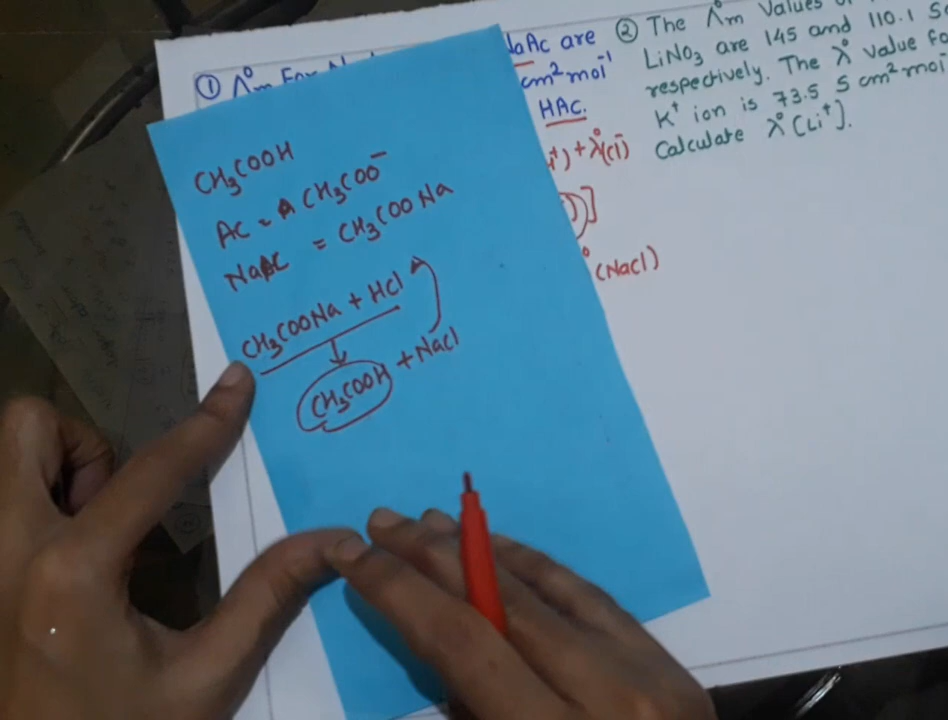 ① Λ°m For
NaAc are
cm² mol⁻¹
HAc.
⁺) + λ°(Cl⁻)
)]
° (NaCl)
② The Λ°m Values
LiNO₃ are 145 and 110.1 S
respectively. The λ° value fo
K⁺ ion is 73.5 S cm² mol
Calculate λ°(Li⁺).
CH₃COOH
AC = CH₃COO⁻
NaAC = CH₃COONa
CH₃COONa + HCl
↓
CH₃COOH + NaCl